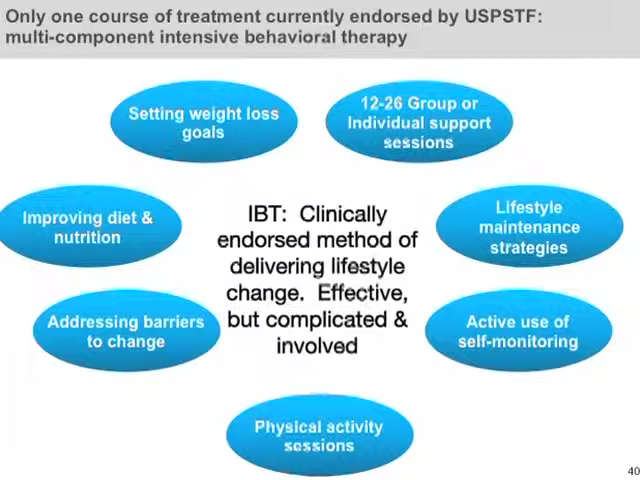 Only one course of treatment currently endorsed by USPSTF:
multi-component intensive behavioral therapy
Setting weight loss
goals
12-26 Group or
Individual support
sessions
Improving diet &
nutrition
IBT: Clinically
endorsed method of
delivering lifestyle
change. Effective,
but complicated &
involved
Lifestyle
maintenance
strategies
Addressing barriers
to change
Active use of
self-monitoring
Physical activity
sessions
40